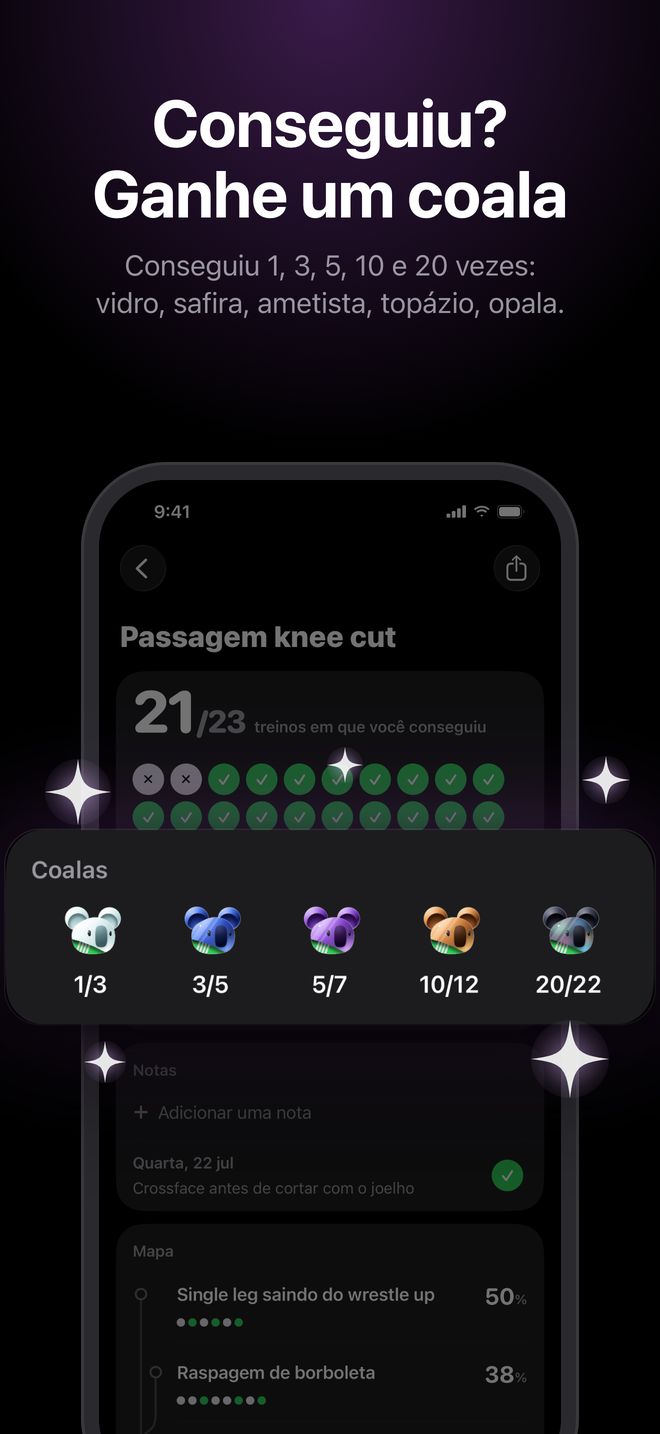 Conseguiu?
Ganhe um coala
Conseguiu 1, 3, 5, 10 e 20 vezes:
vidro, safira, ametista, topázio, opala.
9:41
Passagem knee cut
21/23 treinos em que você conseguiu
Coalas
1/3 3/5 5/7 10/12 20/22
Notas
+ Adicionar uma nota
Quarta, 22 jul
Crossface antes de cortar com o joelho
Mapa
Single leg saindo do wrestle up 50%
Raspagem de borboleta 38%